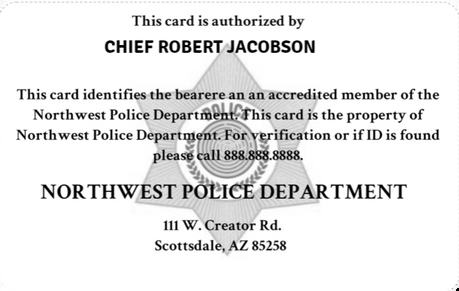 This card is authorized by
CHIEF ROBERT JACOBSON
This card identifies the bearere an an accredited member of the
Northwest Police Department. This card is the property of
Northwest Police Department. For verification or if ID is found
please call 888.888.8888.
POLICE
NORTHWEST POLICE DEPARTMENT
111 W. Creator Rd.
Scottsdale, AZ 85258